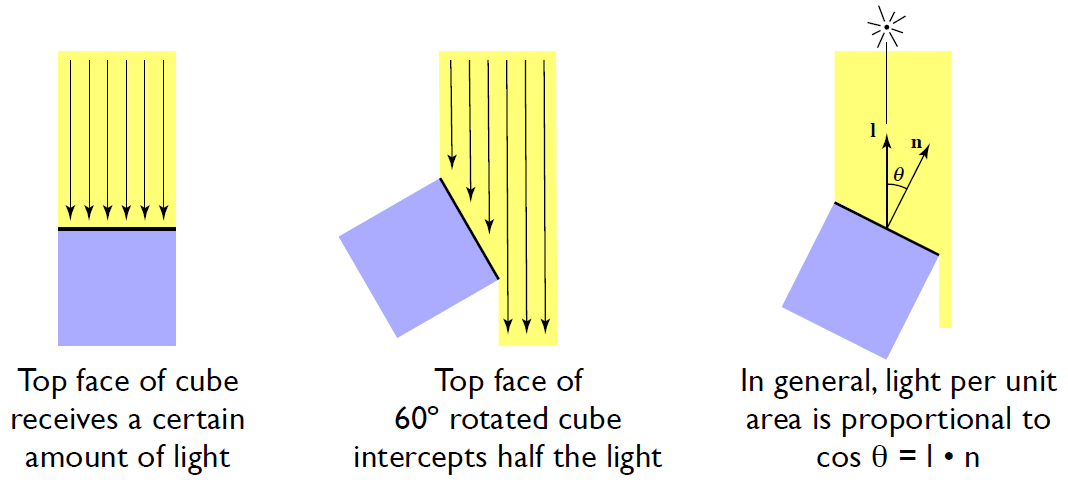 l
n
θ
Top face of cube
receives a certain
amount of light
Top face of
60º rotated cube
intercepts half the light
In general, light per unit
area is proportional to
cos θ = l • n